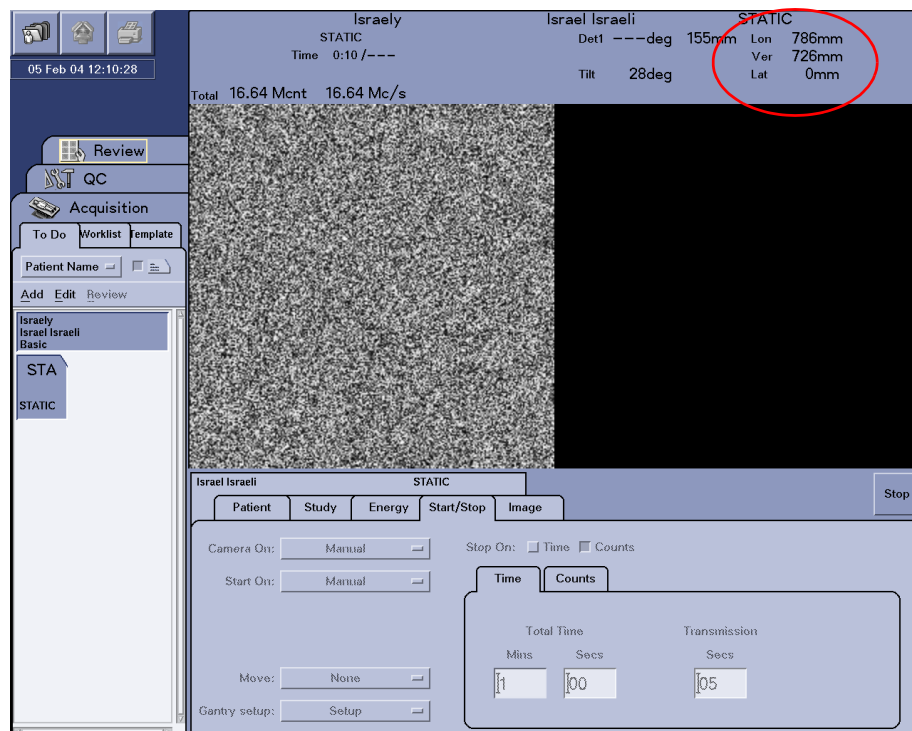 Israely Israel Israeli STATIC
STATIC Det1 ---deg 155mm Lon 786mm
Time 0:10 /--- Ver 726mm
Tilt 28deg Lat 0mm
Total 16.64 Mcnt 16.64 Mc/s
05 Feb 04 12:10:28
Review
QC
Acquisition
To Do Worklist Template
Patient Name
Add Edit Review
Israely
Israel Israeli
Basic
STA
STATIC
Israel Israeli STATIC
Stop
Patient Study Energy Start/Stop Image
Camera On: Manual Stop On: Time Counts
Start On: Manual Time Counts
Total Time Transmission
Mins Secs Secs
Move: None 1 00 05
Gantry setup: Setup